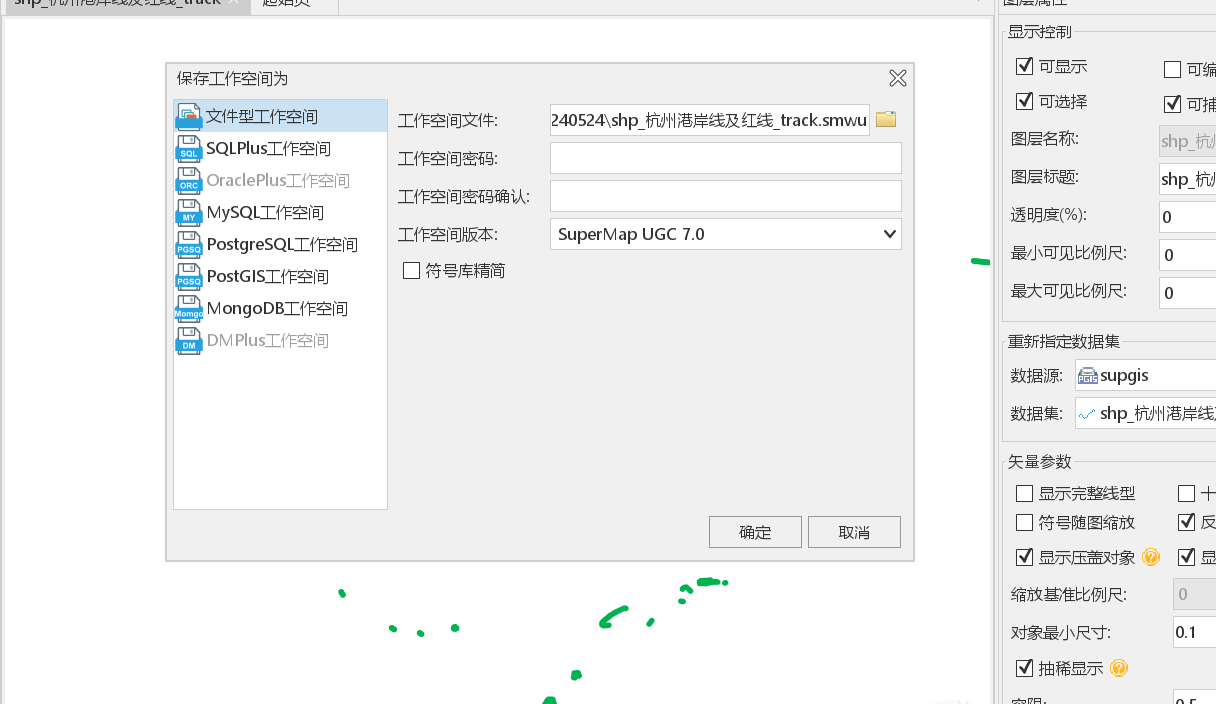 shp_杭州港岸线及红线_track
起始页
保存工作空间为
文件型工作空间
SQLPlus工作空间
OraclePlus工作空间
MySQL工作空间
PostgreSQL工作空间
PostGIS工作空间
MongoDB工作空间
DMPlus工作空间
SQL
ORC
MY
PGSQ
PGSQ
Momgo
DM
工作空间文件: 240524\shp_杭州港岸线及红线_track.smwu
工作空间密码:
工作空间密码确认:
工作空间版本: SuperMap UGC 7.0
符号库精简
确定 取消
图层属性
显示控制
可显示 可编
可选择 可捕
图层名称: shp_杭州
图层标题: shp_杭州
透明度(%): 0
最小可见比例尺: 0
最大可见比例尺: 0
重新指定数据集
数据源: PGIS supgis
数据集: shp_杭州港岸线及
矢量参数
显示完整线型 十
符号随图缩放 反
显示压盖对象 ? 显
缩放基准比例尺: 0
对象最小尺寸: 0.1
抽稀显示 ?
容限: 0.5